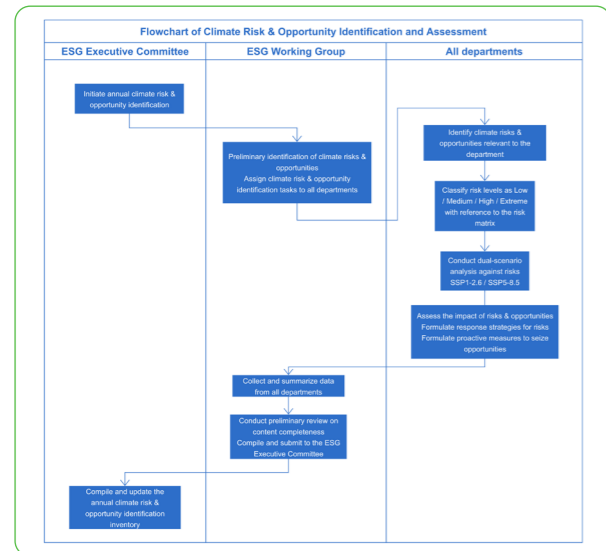 Flowchart of Climate Risk & Opportunity Identification and Assessment
ESG Executive Committee
ESG Working Group
All departments
Initiate annual climate risk &
opportunity identification
Preliminary identification of climate risks &
opportunities
Assign climate risk & opportunity
identification tasks to all departments
Identify climate risks &
opportunities relevant to the
department
Classify risk levels as Low
/ Medium / High / Extreme
with reference to the risk
matrix
Conduct dual-scenario
analysis against risks
SSP1-2.6 / SSP5-8.5
Assess the impact of risks & opportunities
Formulate response strategies for risks
Formulate proactive measures to seize
opportunities
Collect and summarize data
from all departments
Conduct preliminary review on
content completeness
Compile and submit to the ESG
Executive Committee
Compile and update the
annual climate risk &
opportunity identification
inventory